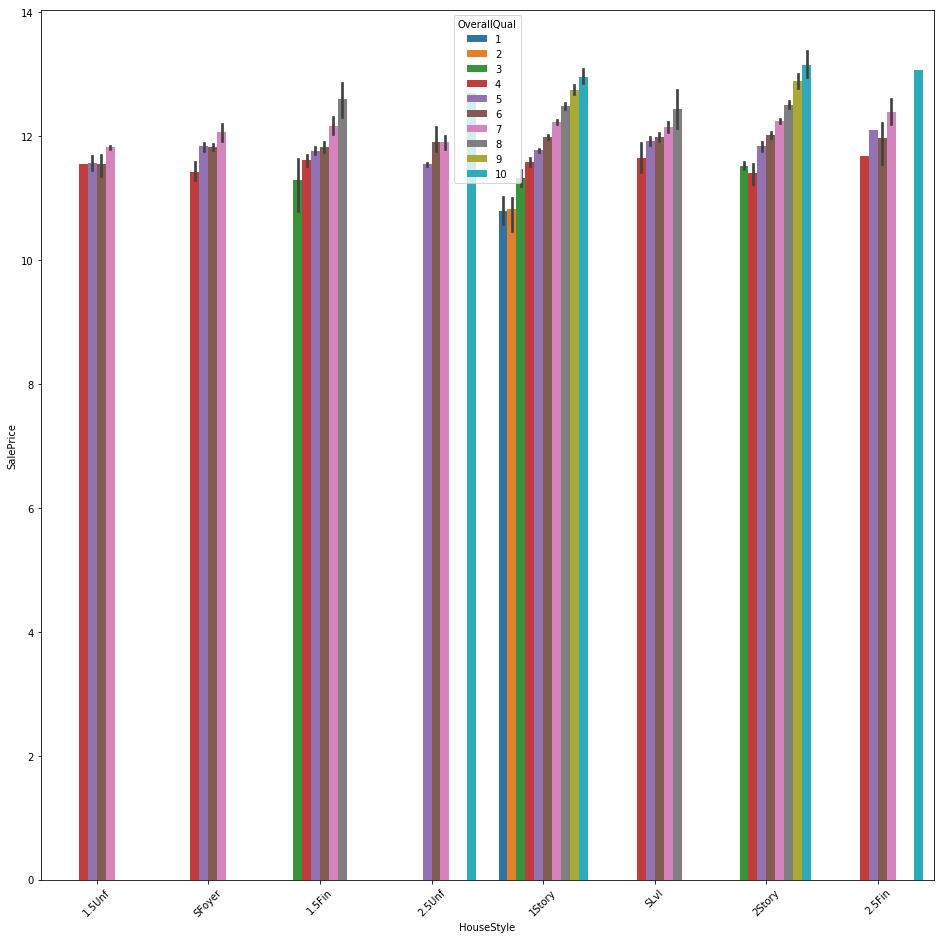 OverallQual
1
2
3
4
5
6
7
8
9
10
14
12
10
8
6
4
2
0
SalePrice
1.5Unf
SFoyer
1.5Fin
2.5Unf
1Story
SLvl
2Story
2.5Fin
HouseStyle